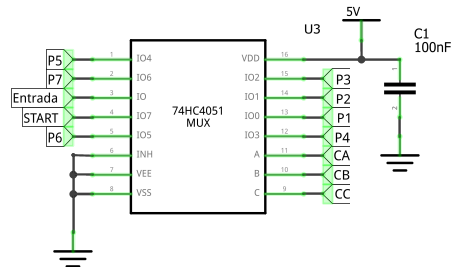 5V
U3
C1
100nF
P5 1 IO4 VDD 16
P7 2 IO6 IO2 15 P3
Entrada 3 IO IO1 14 P2
START 4 IO7 IO0 13 P1
P6 5 IO5 IO3 12 P4
6 INH A 11 CA
7 VEE B 10 CB
8 VSS C 9 CC
74HC4051
MUX
1
2